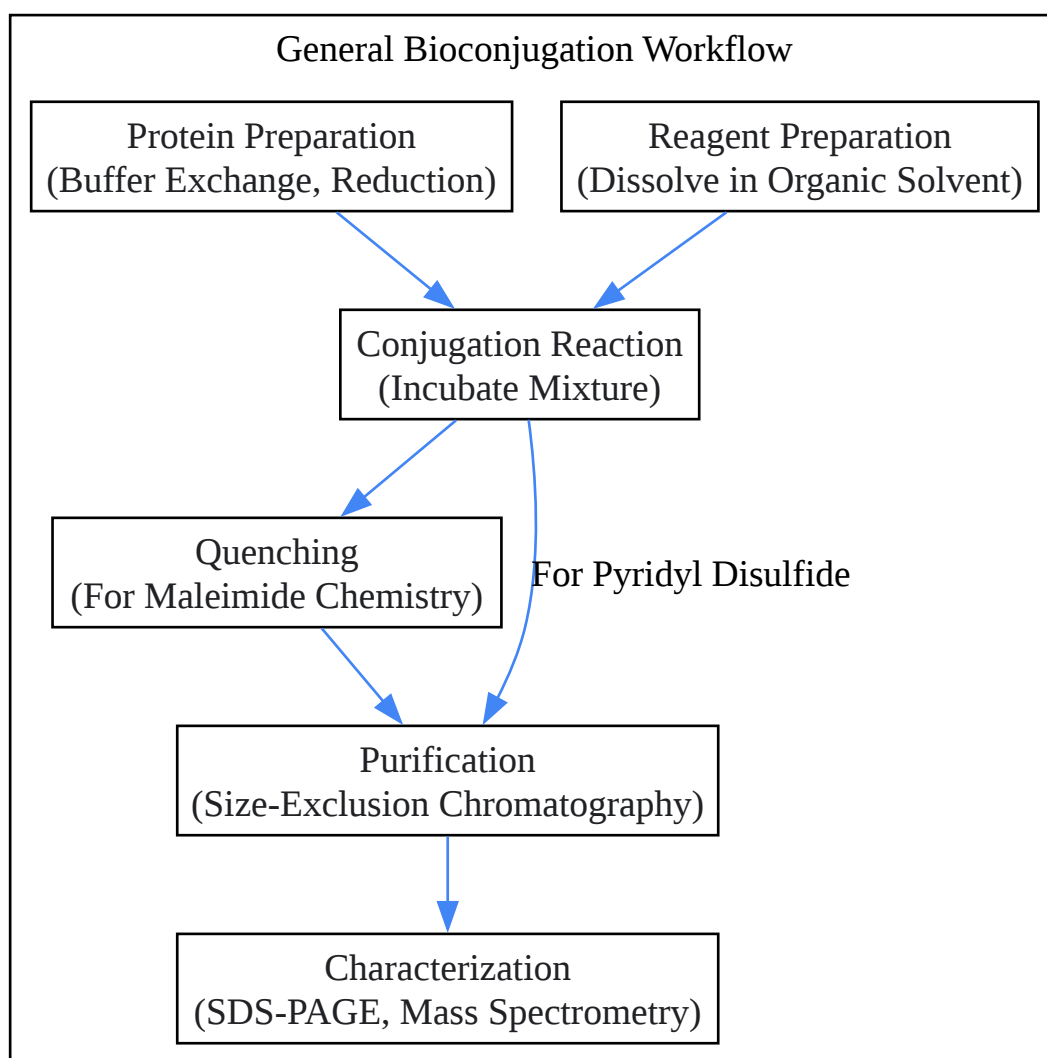 General Bioconjugation Workflow
Protein Preparation
(Buffer Exchange, Reduction)
Reagent Preparation
(Dissolve in Organic Solvent)
Conjugation Reaction
(Incubate Mixture)
Quenching
(For Maleimide Chemistry)
For Pyridyl Disulfide
Purification
(Size-Exclusion Chromatography)
Characterization
(SDS-PAGE, Mass Spectrometry)